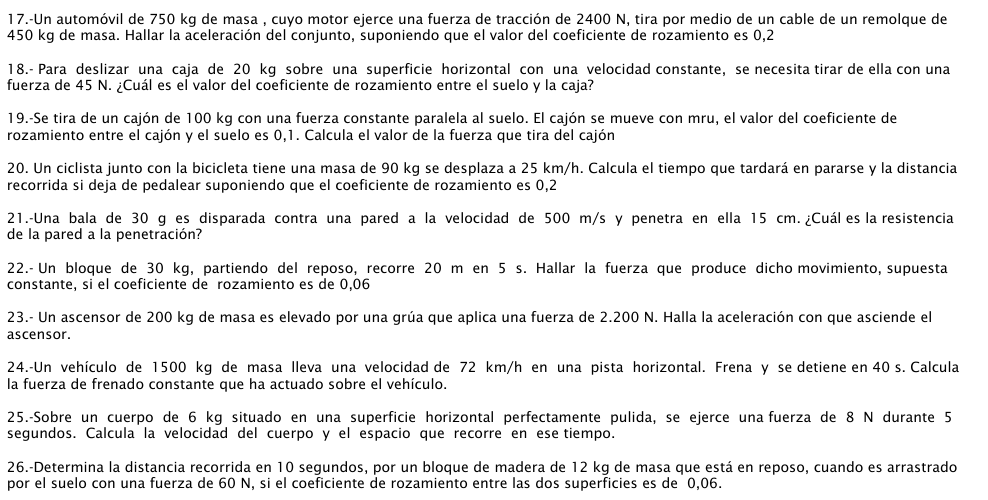 17.-Un automóvil de 750 kg de masa , cuyo motor ejerce una fuerza de tracción de 2400 N, tira por medio de un cable de un remolque de
450 kg de masa. Hallar la aceleración del conjunto, suponiendo que el valor del coeficiente de rozamiento es 0,2
18.- Para deslizar una caja de 20 kg sobre una superficie horizontal con una velocidad constante, se necesita tirar de ella con una
fuerza de 45 N. ¿Cuál es el valor del coeficiente de rozamiento entre el suelo y la caja?
19.-Se tira de un cajón de 100 kg con una fuerza constante paralela al suelo. El cajón se mueve con mru, el valor del coeficiente de
rozamiento entre el cajón y el suelo es 0,1. Calcula el valor de la fuerza que tira del cajón
20. Un ciclista junto con la bicicleta tiene una masa de 90 kg se desplaza a 25 km/h. Calcula el tiempo que tardará en pararse y la distancia
recorrida si deja de pedalear suponiendo que el coeficiente de rozamiento es 0,2
21.-Una bala de 30 g es disparada contra una pared a la velocidad de 500 m/s y penetra en ella 15 cm. ¿Cuál es la resistencia
de la pared a la penetración?
22.- Un bloque de 30 kg, partiendo del reposo, recorre 20 m en 5 s. Hallar la fuerza que produce dicho movimiento, supuesta
constante, si el coeficiente de rozamiento es de 0,06
23.- Un ascensor de 200 kg de masa es elevado por una grúa que aplica una fuerza de 2.200 N. Halla la aceleración con que asciende el
ascensor.
24.-Un vehículo de 1500 kg de masa lleva una velocidad de 72 km/h en una pista horizontal. Frena y se detiene en 40 s. Calcula
la fuerza de frenado constante que ha actuado sobre el vehículo.
25.-Sobre un cuerpo de 6 kg situado en una superficie horizontal perfectamente pulida, se ejerce una fuerza de 8 N durante 5
segundos. Calcula la velocidad del cuerpo y el espacio que recorre en ese tiempo.
26.-Determina la distancia recorrida en 10 segundos, por un bloque de madera de 12 kg de masa que está en reposo, cuando es arrastrado
por el suelo con una fuerza de 60 N, si el coeficiente de rozamiento entre las dos superficies es de 0,06.